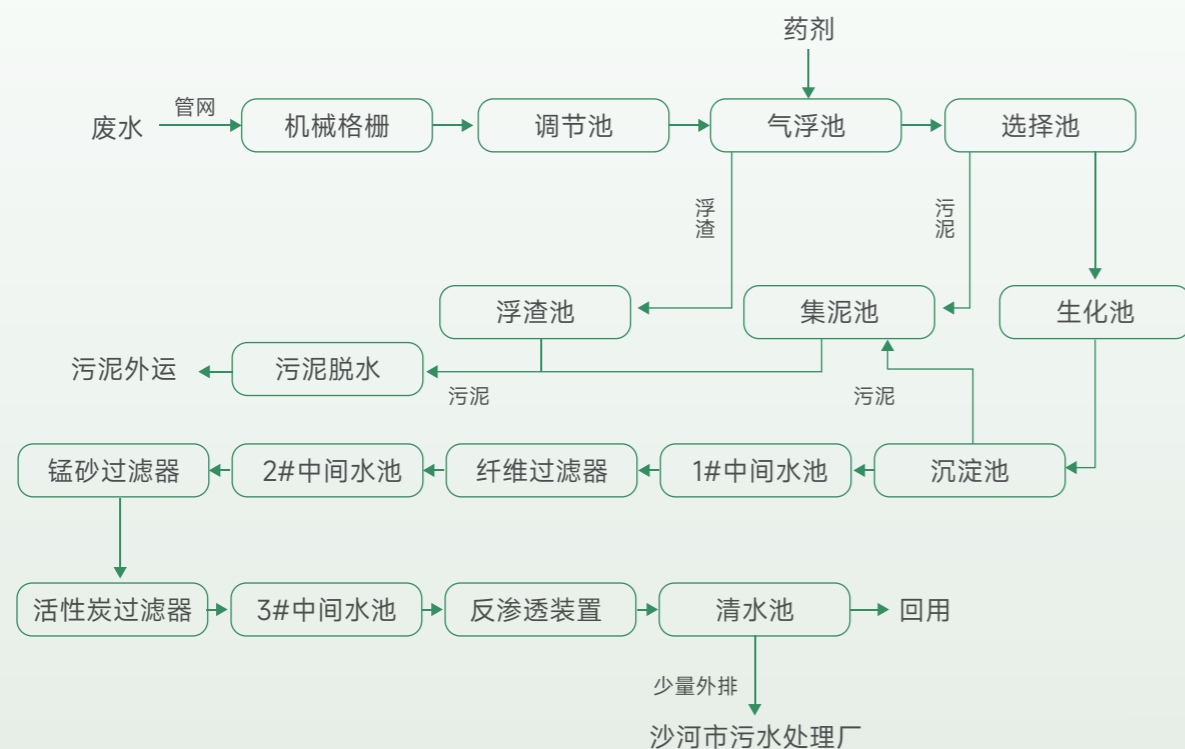 药剂
管网
废水
机械格栅
调节池
气浮池
选择池
浮渣
污泥
浮渣池
集泥池
生化池
污泥外运
污泥脱水
污泥
污泥
锰砂过滤器
2#中间水池
纤维过滤器
1#中间水池
沉淀池
活性炭过滤器
3#中间水池
反渗透装置
清水池
回用
少量外排
沙河市污水处理厂